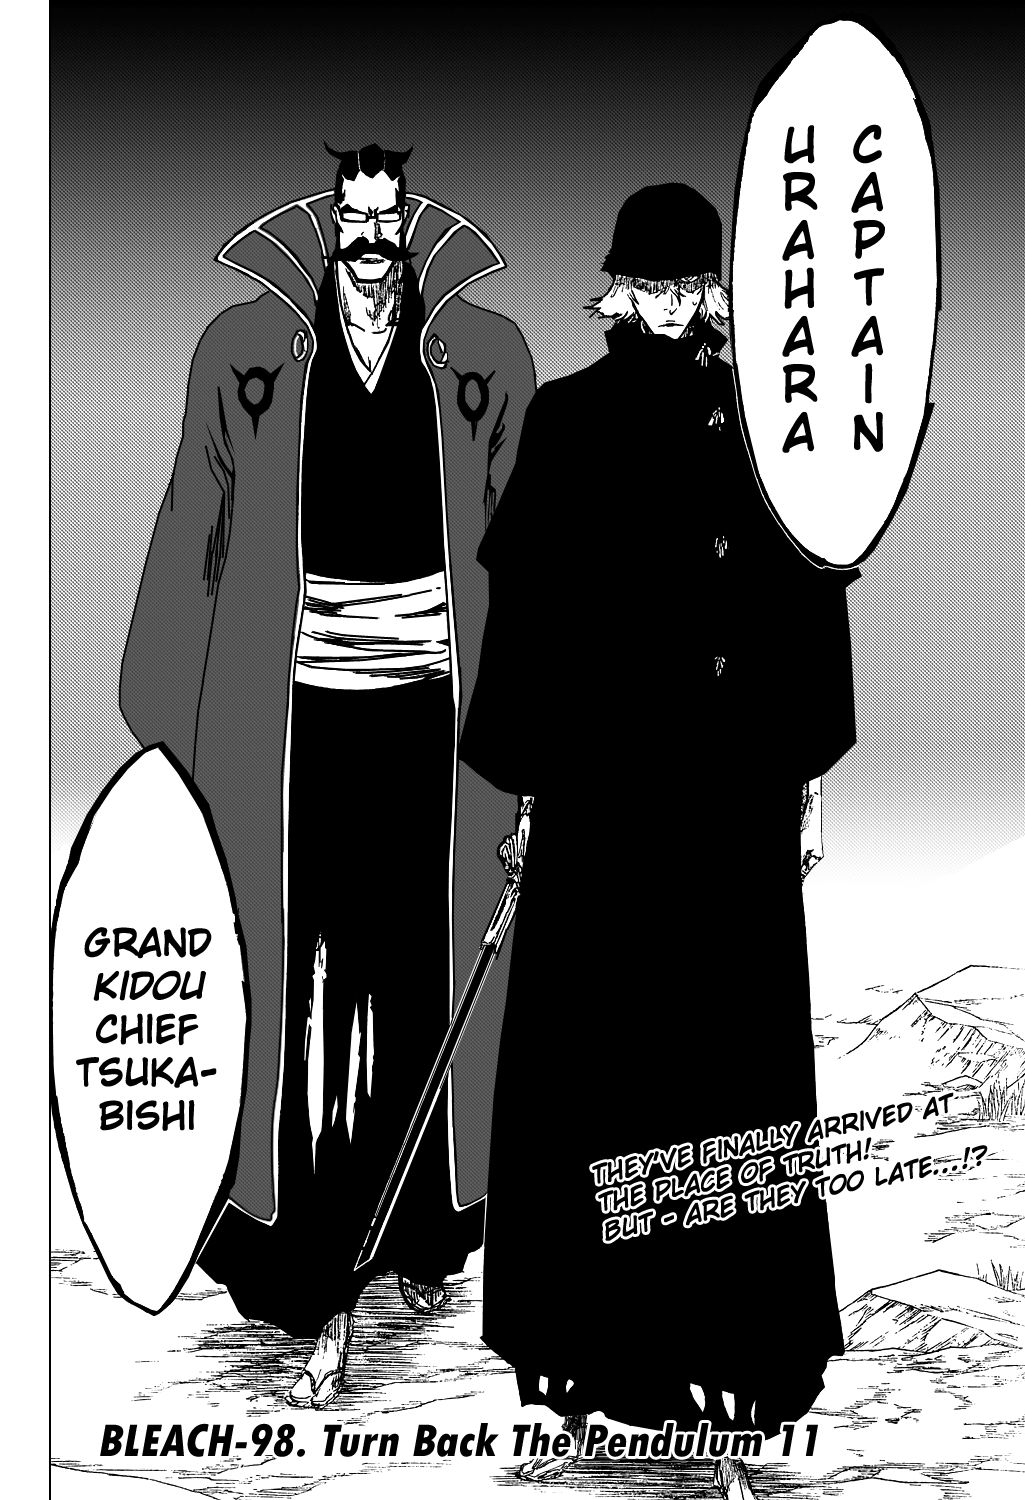 CAPTAIN
URAHARA
GRAND
KIDOU
CHIEF
TSUKA-
BISHI
THEY'VE FINALLY ARRIVED AT
THE PLACE OF TRUTH!
BUT - ARE THEY TOO LATE...!?
BLEACH-98. Turn Back The Pendulum 11